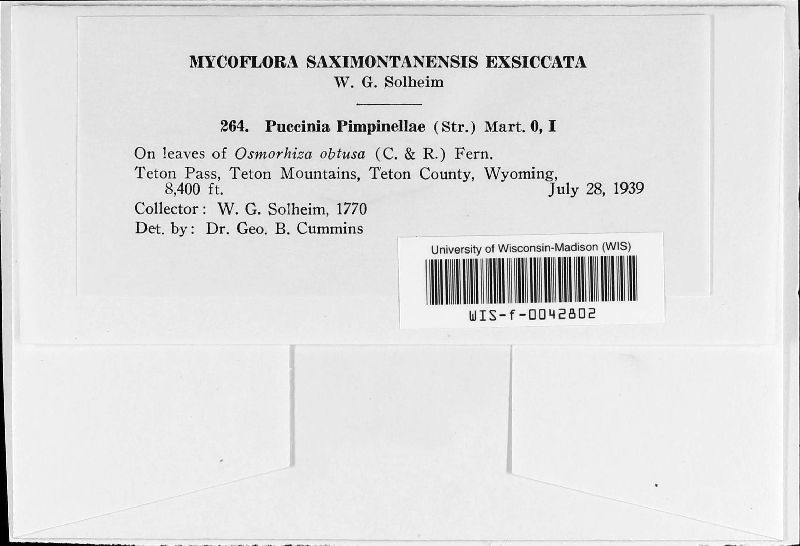 MYCOFLORA SAXIMONTANENSIS EXSICCATA
W. G. Solheim
264. Puccinia Pimpinellae (Str.) Mart. 0, I
On leaves of Osmorhiza obtusa (C. & R.) Fern.
Teton Pass, Teton Mountains, Teton County, Wyoming,
8,400 ft. July 28, 1939
Collector: W. G. Solheim, 1770
Det. by: Dr. Geo. B. Cummins
University of Wisconsin-Madison (WIS)
WIS-f-0042802